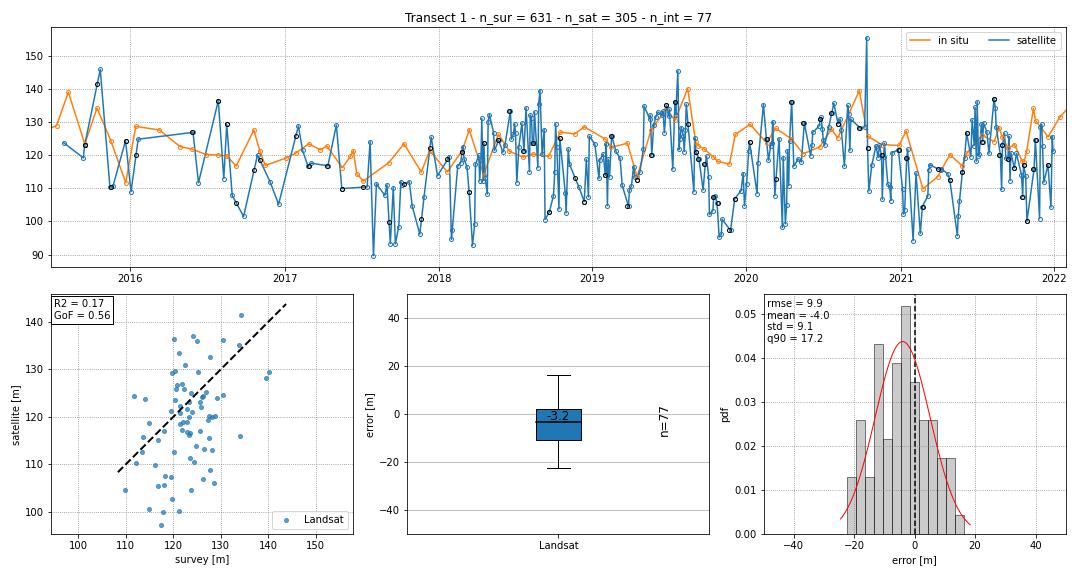 Transect 1 - n_sur = 631 - n_sat = 305 - n_int = 77
in situ
satellite
150
140
130
120
110
100
90
2016
2017
2018
2019
2020
2021
2022
R2 = 0.17
GoF = 0.56
140
130
120
110
100
satellite [m]
Landsat
100
110
120
130
140
150
survey [m]
40
20
0
−20
−40
error [m]
-3.2
n=77
Landsat
rmse = 9.9
mean = -4.0
std = 9.1
q90 = 17.2
0.05
0.04
0.03
0.02
0.01
0.00
pdf
−40
−20
0
20
40
error [m]